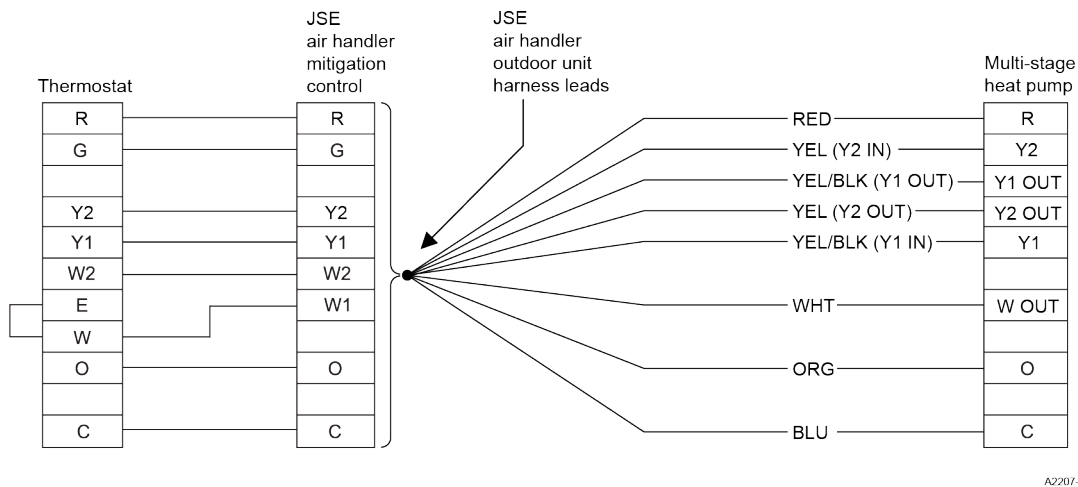 JSE
air handler
mitigation
control
JSE
air handler
outdoor unit
harness leads
Thermostat
Multi-stage
heat pump
R
R
RED
R
G
G
YEL (Y2 IN)
Y2
YEL/BLK (Y1 OUT)
Y1 OUT
Y2
Y2
YEL (Y2 OUT)
Y2 OUT
Y1
Y1
YEL/BLK (Y1 IN)
Y1
W2
W2
E
W1
WHT
W OUT
W
O
O
ORG
O
C
C
BLU
C
A2207-